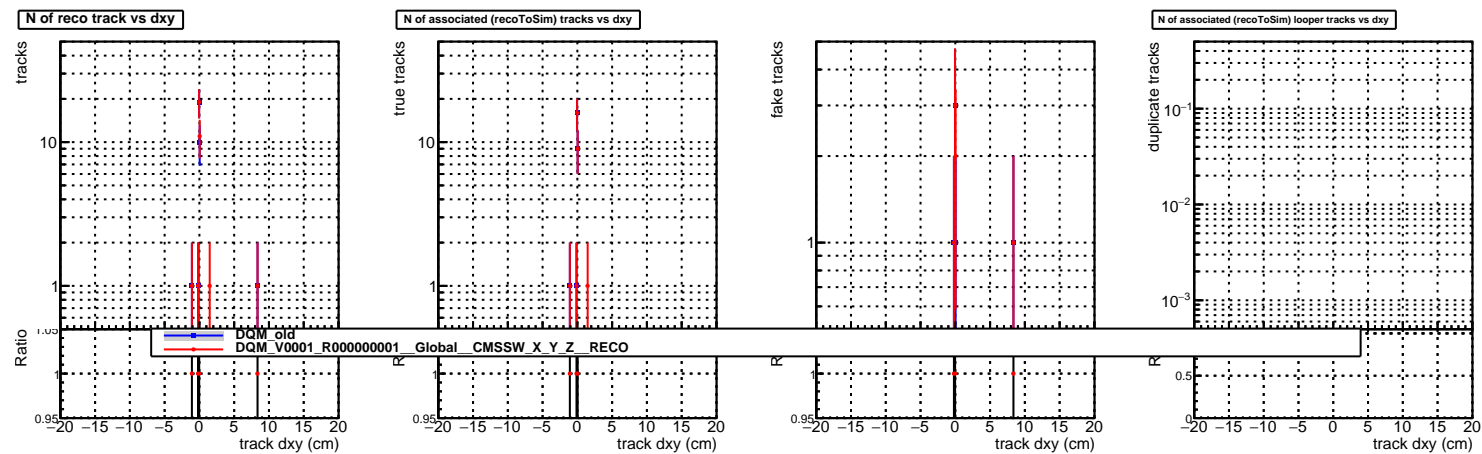 N of reco track vs dxy
N of associated (recoToSim) tracks vs dxy
N of associated (recoToSim) looper tracks vs dxy
tracks
10
1
1.05
Ratio
1
0.95
−20 −15 −10 −5 0 5 10 15 20
track dxy (cm)
true tracks
10
1
1
0.95
−20 −15 −10 −5 0 5 10 15 20
track dxy (cm)
fake tracks
1
1
0.95
−20 −15 −10 −5 0 5 10 15 20
track dxy (cm)
duplicate tracks
10−1
10−2
10−3
0.5
0
−20 −15 −10 −5 0 5 10 15 20
track dxy (cm)
DQM_old
DQM_V0001_R000000001__Global__CMSSW_X_Y_Z__RECO